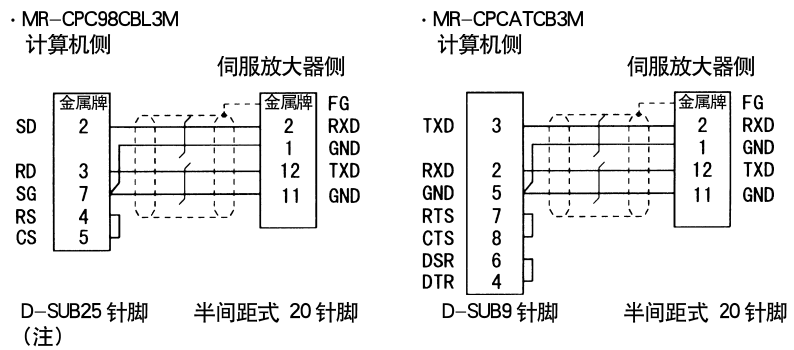 · MR-CPC98CBL3M
计算机侧
伺服放大器侧
金属牌 金属牌 FG
SD 2 2 RXD
1 GND
RD 3 12 TXD
SG 7 11 GND
RS 4
CS 5
D-SUB25 针脚 半间距式 20 针脚
(注)
· MR-CPCATCB3M
计算机侧
伺服放大器侧
金属牌 FG
TXD 3 2 RXD
1 GND
RXD 2 12 TXD
GND 5 11 GND
RTS 7
CTS 8
DSR 6
DTR 4
D-SUB9 针脚 半间距式 20 针脚